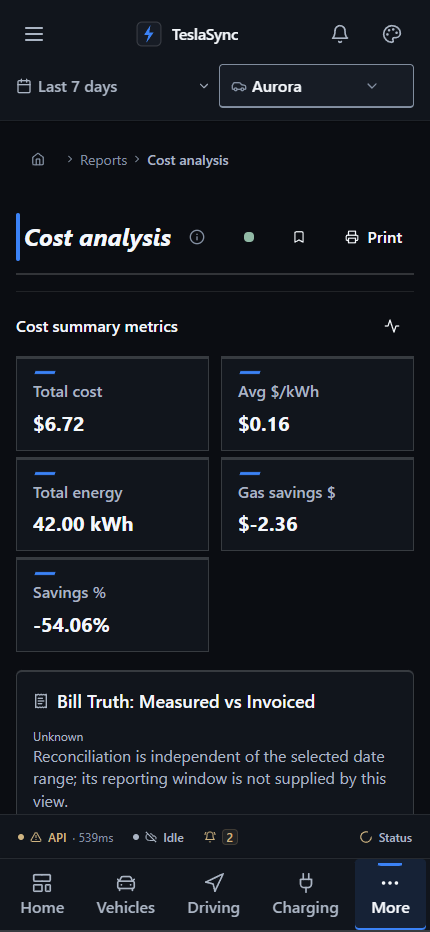 TeslaSync
Last 7 days
Aurora
Reports
Cost analysis
Cost analysis
Print
Cost summary metrics
Total cost
$6.72
Avg $/kWh
$0.16
Total energy
42.00 kWh
Gas savings $
$-2.36
Savings %
-54.06%
Bill Truth: Measured vs Invoiced
Unknown
Reconciliation is independent of the selected date
range; its reporting window is not supplied by this
view.
API · 539ms
Idle
2
Status
Home
Vehicles
Driving
Charging
More